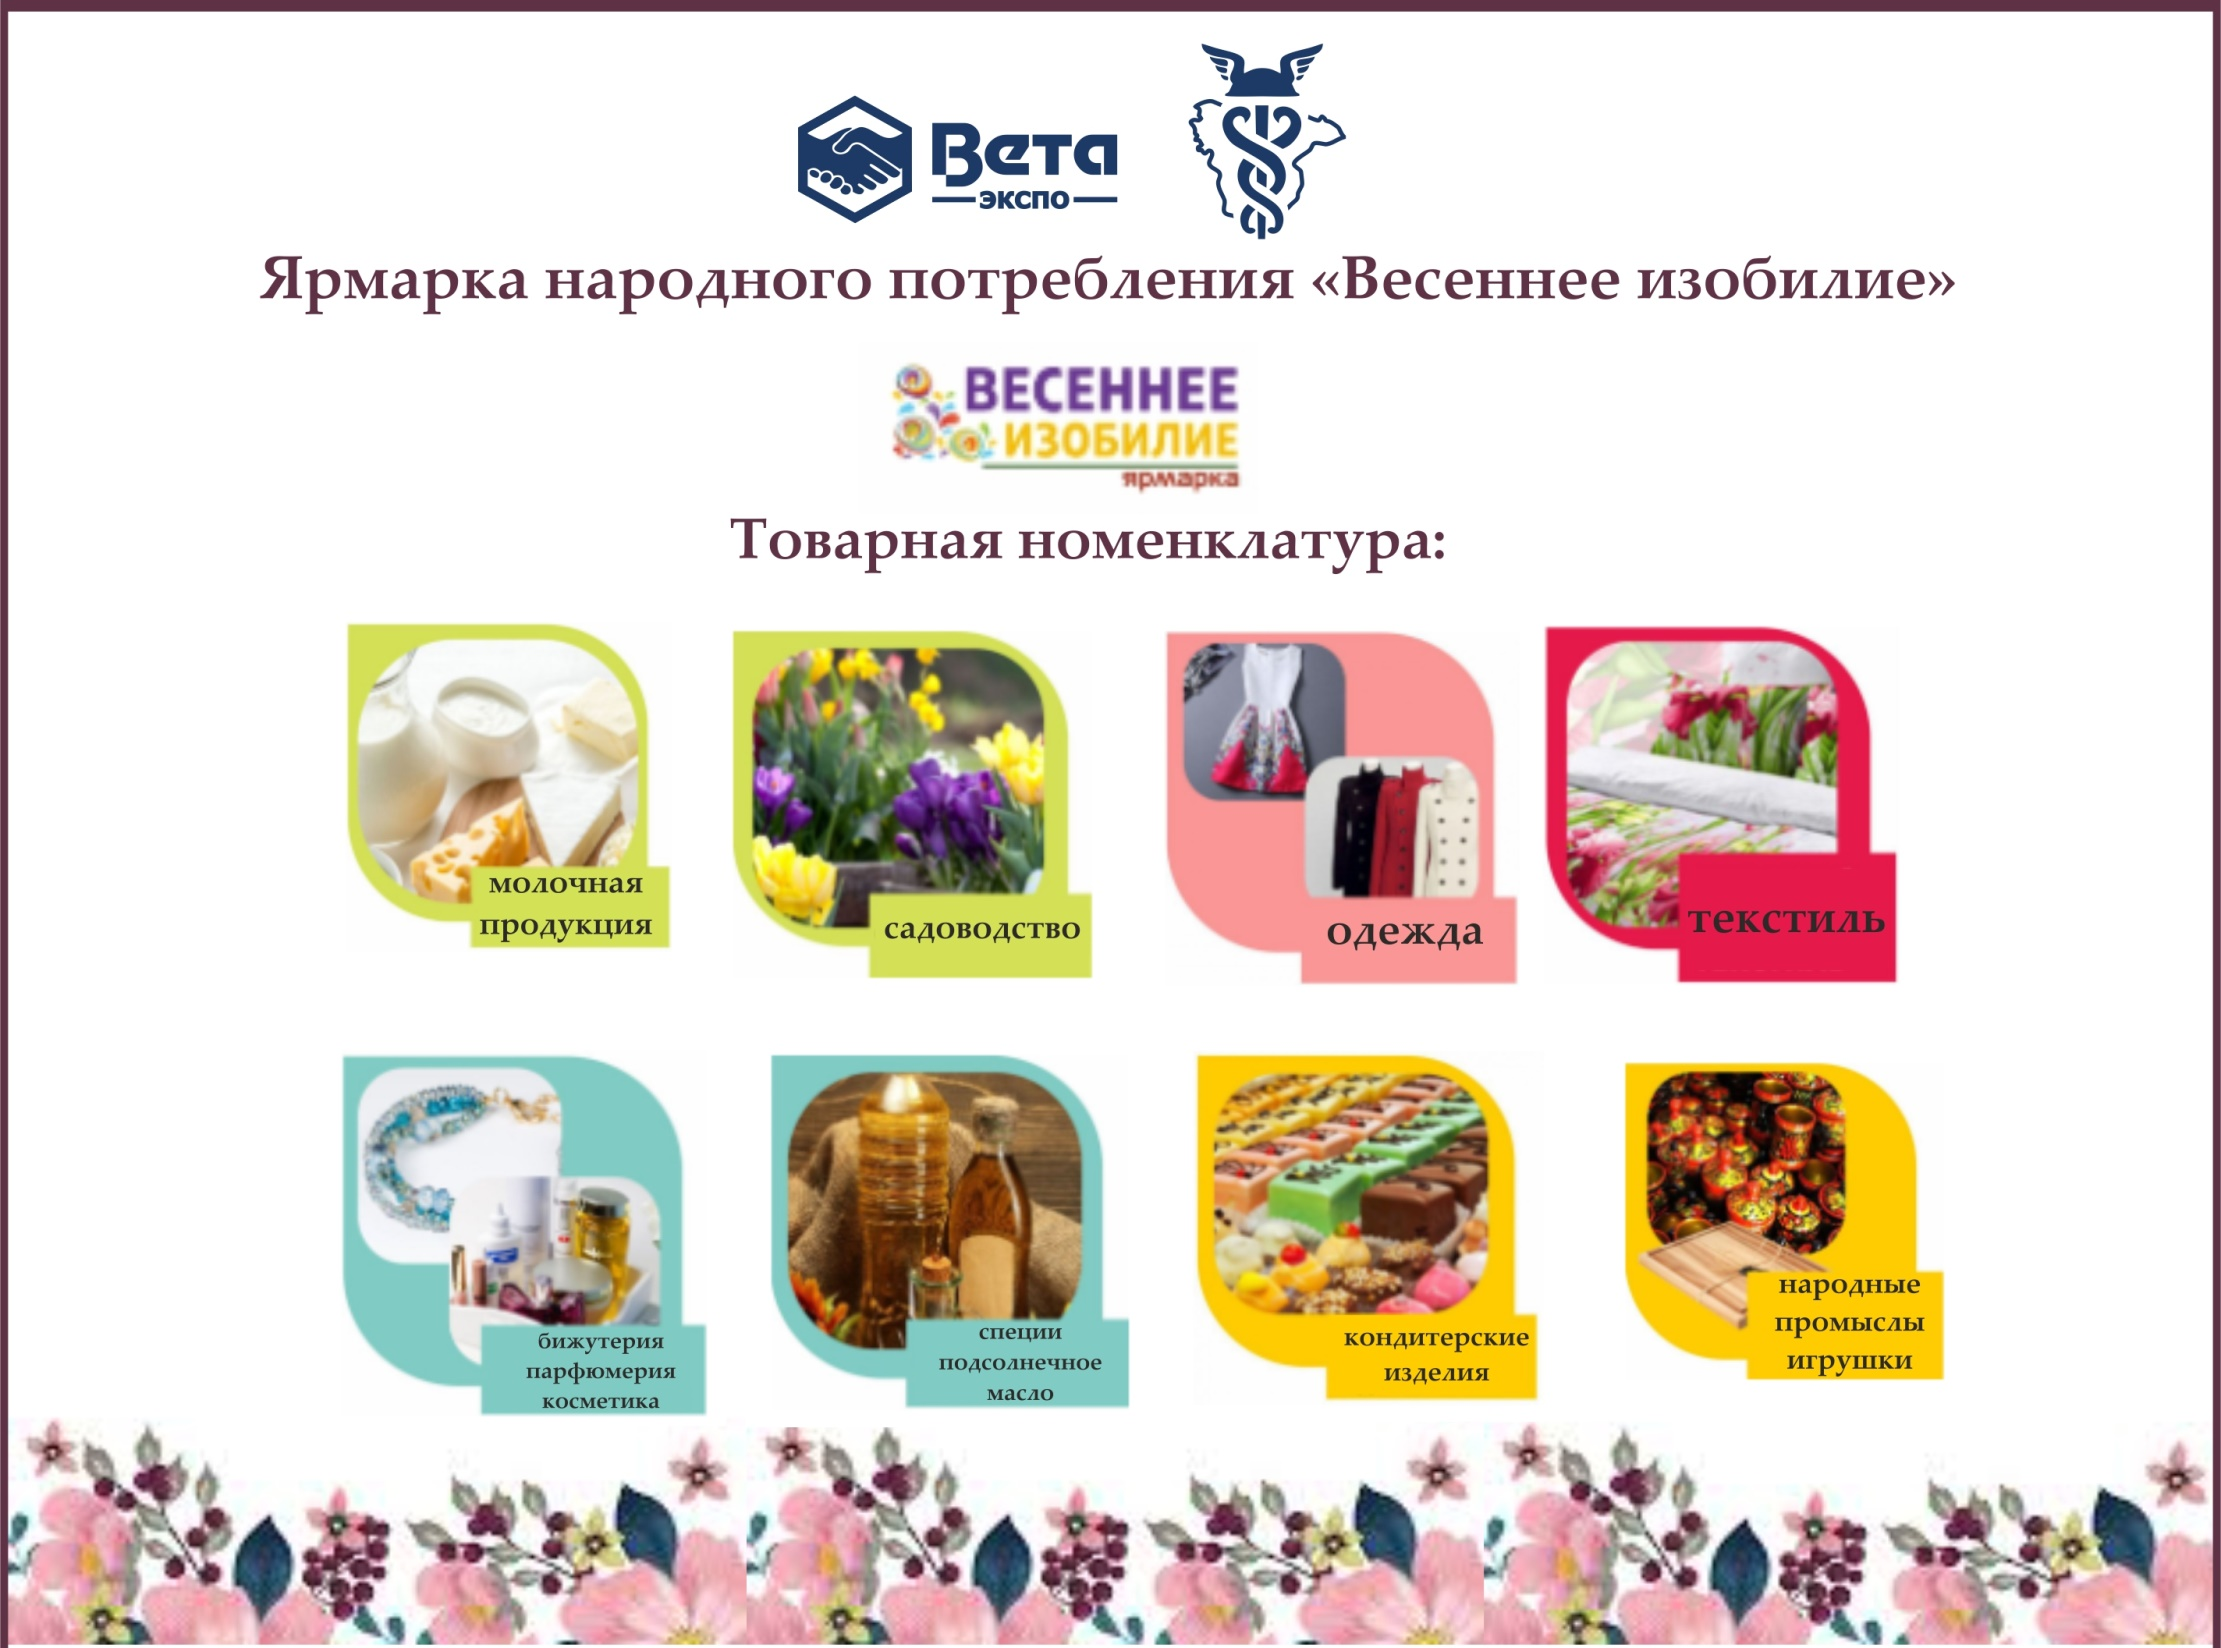 Вета
экспо
Ярмарка народного потребления «Весеннее изобилие»
ВЕСЕННЕЕ
ИЗОБИЛИЕ
ярмарка
Товарная номенклатура:
молочная
продукция
садоводство
одежда
текстиль
бижутерия
парфюмерия
косметика
специи
подсолнечное
масло
кондитерские
изделия
народные
промыслы
игрушки